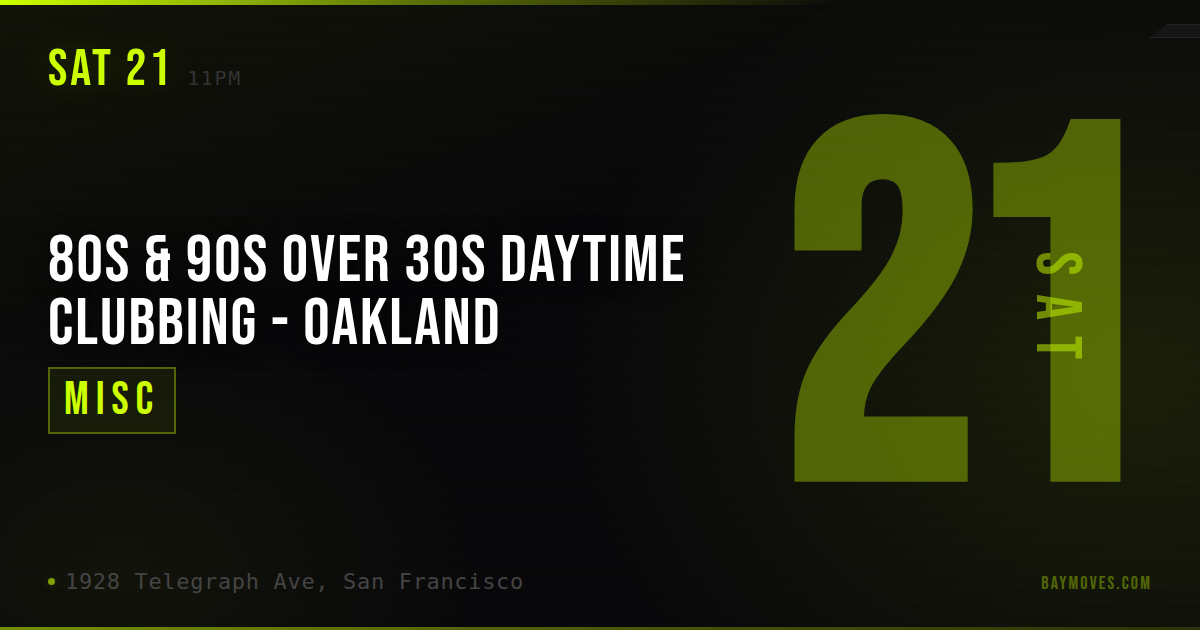 SAT 21 11PM
80S & 90S OVER 30S DAYTIME
CLUBBING - OAKLAND
MISC
21
SAT
1928 Telegraph Ave, San Francisco
BAYMOVES.COM